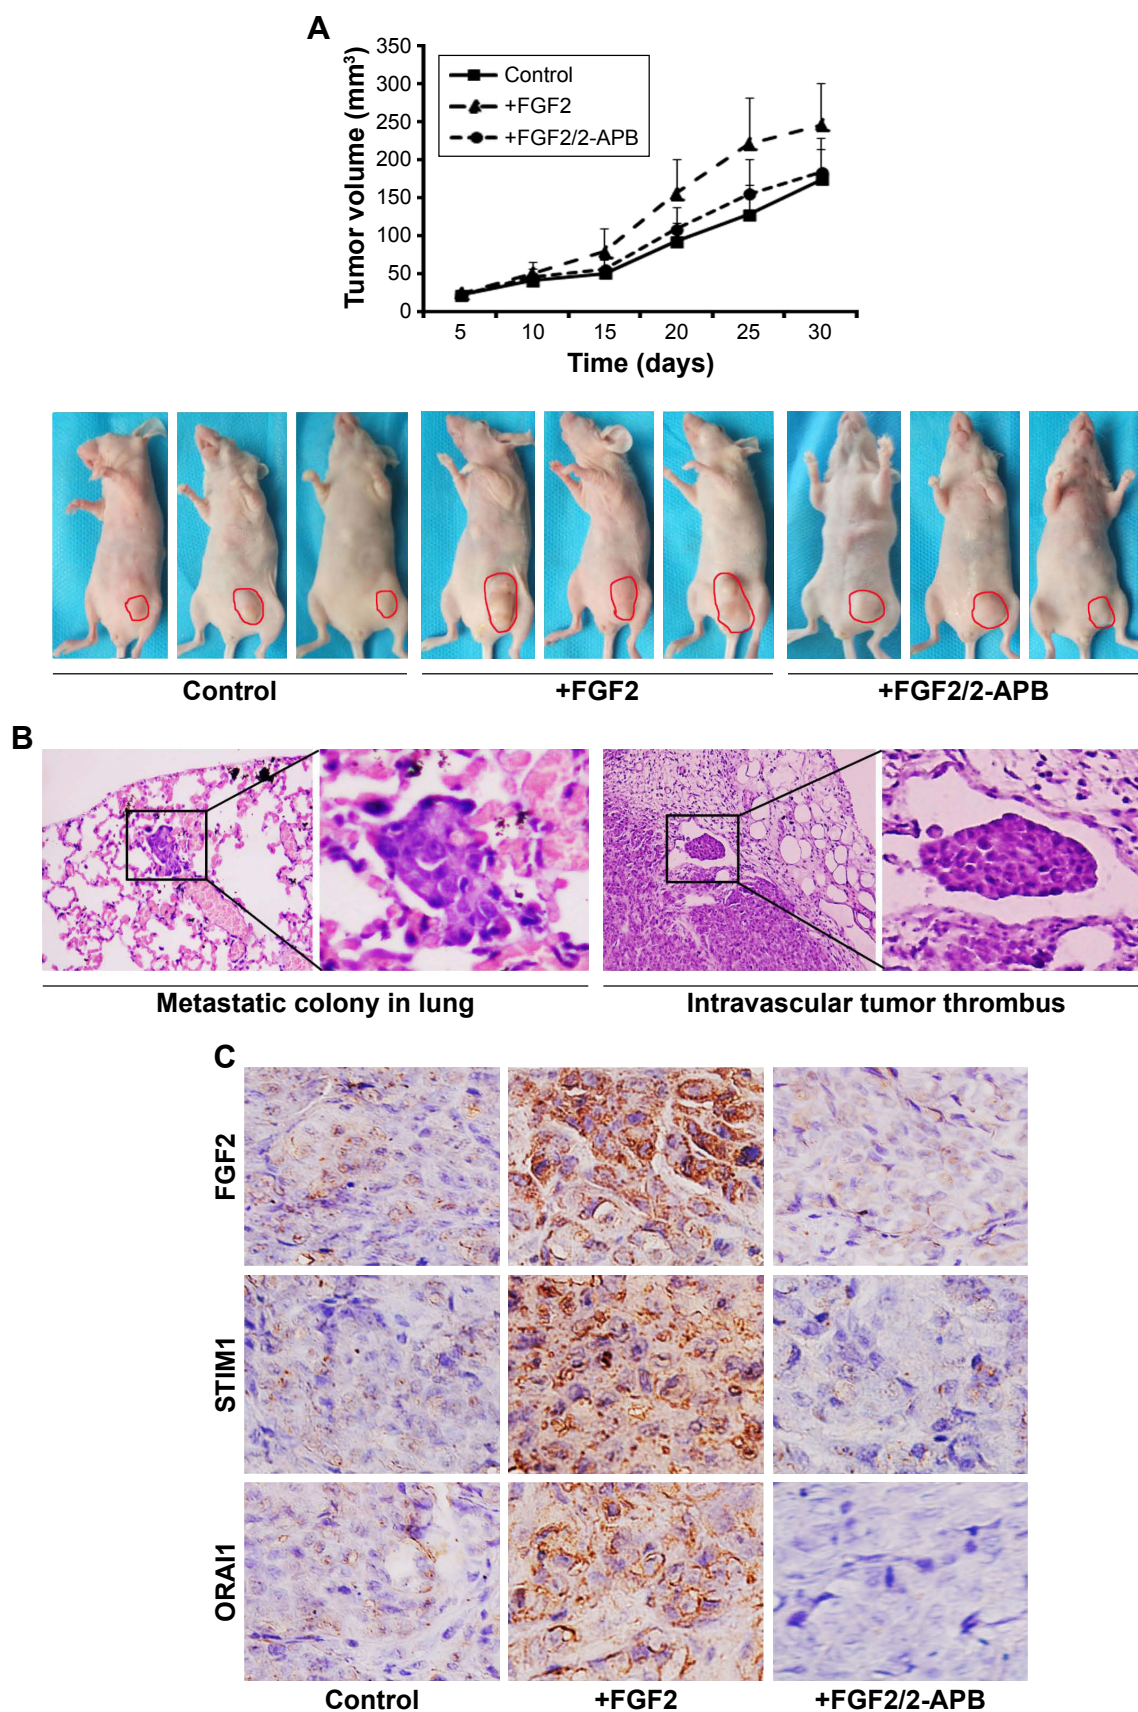 A
Tumor volume (mm³)
350
300
250
200
150
100
50
0
Control
+FGF2
+FGF2/2-APB
5 10 15 20 25 30
Time (days)
Control +FGF2 +FGF2/2-APB
B
Metastatic colony in lung Intravascular tumor thrombus
C
FGF2
STIM1
ORAI1
Control +FGF2 +FGF2/2-APB